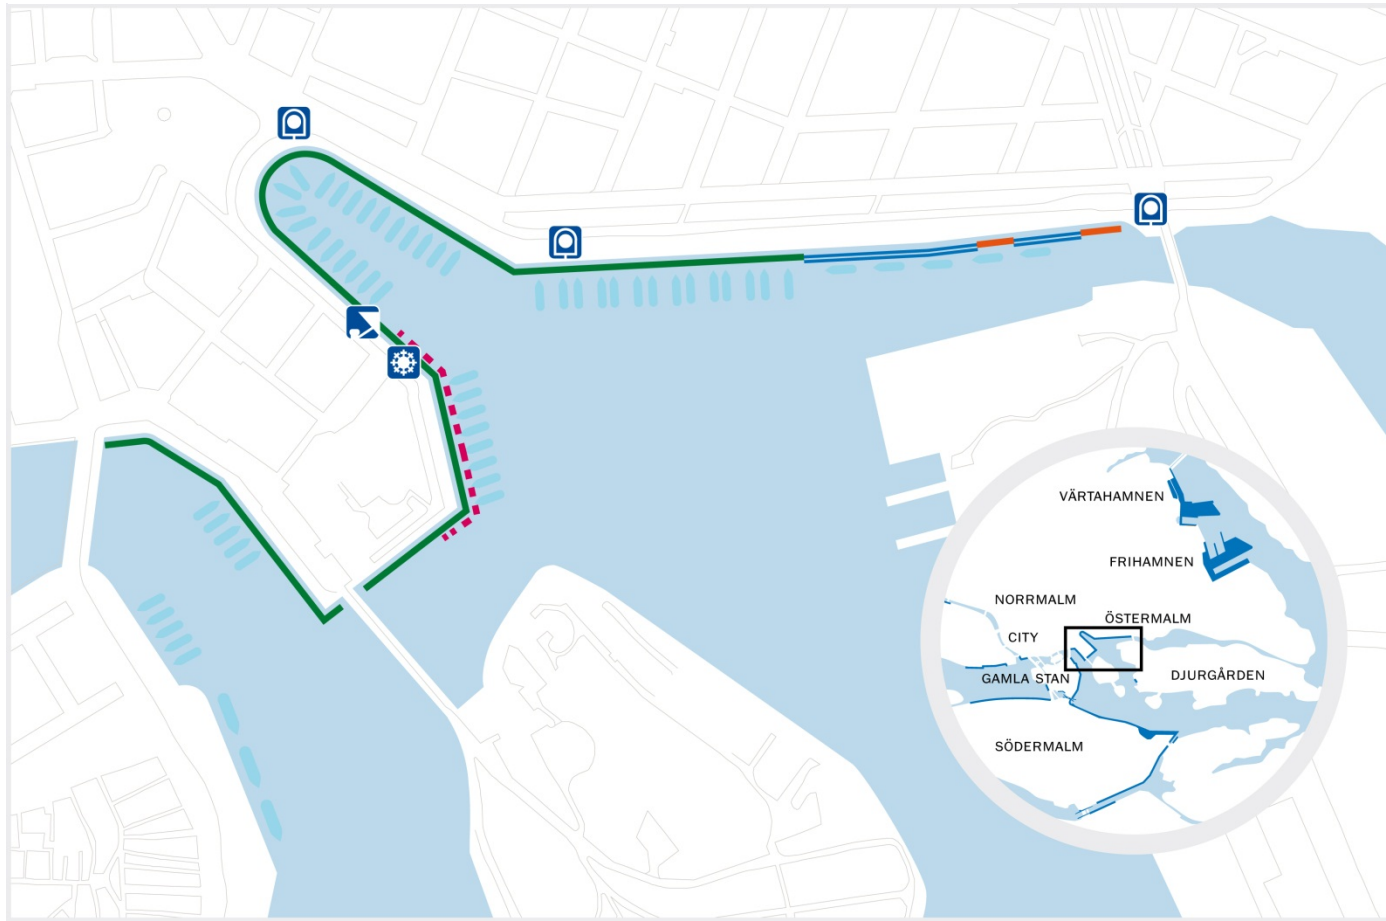 VÄRTAHAMNEN
FRIHAMNEN
NORRMALM
ÖSTERMALM
CITY
GAMLA STAN
DJURGÅRDEN
SÖDERMALM